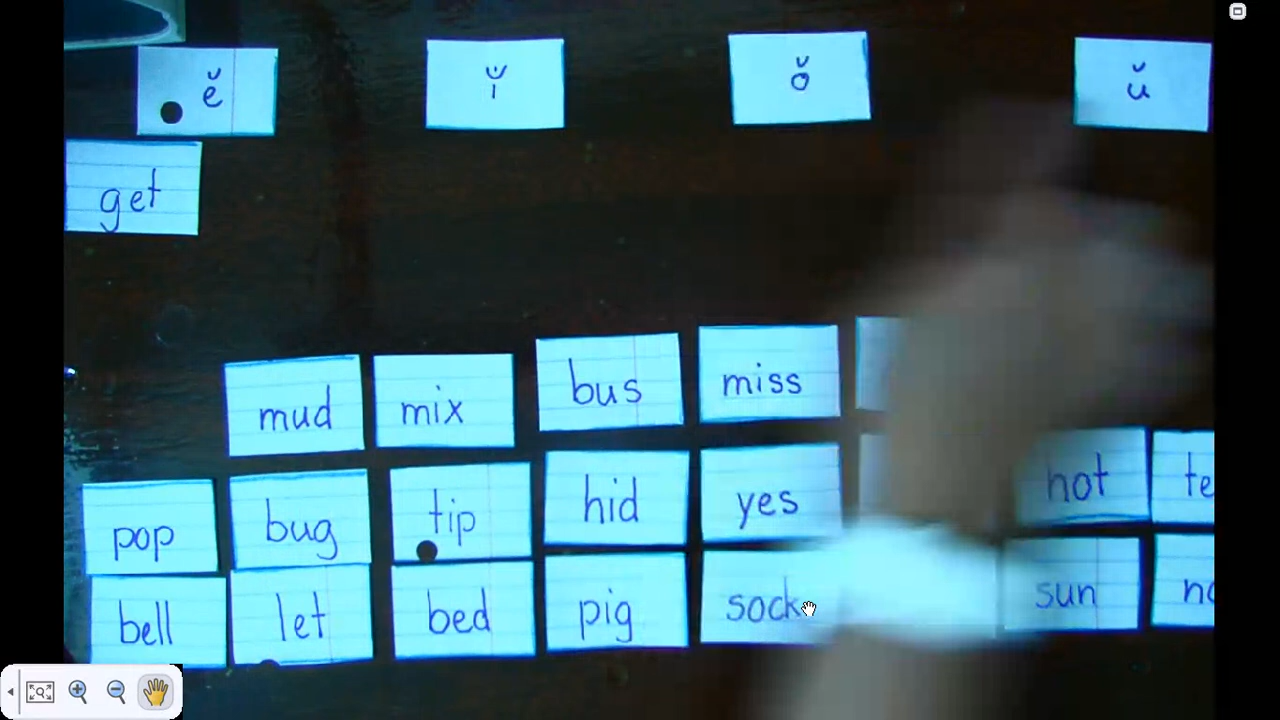 ĕ ĭ ŏ ŭ
get
mud mix bus miss
pop bug tip hid yes hot
bell let bed pig sock sun